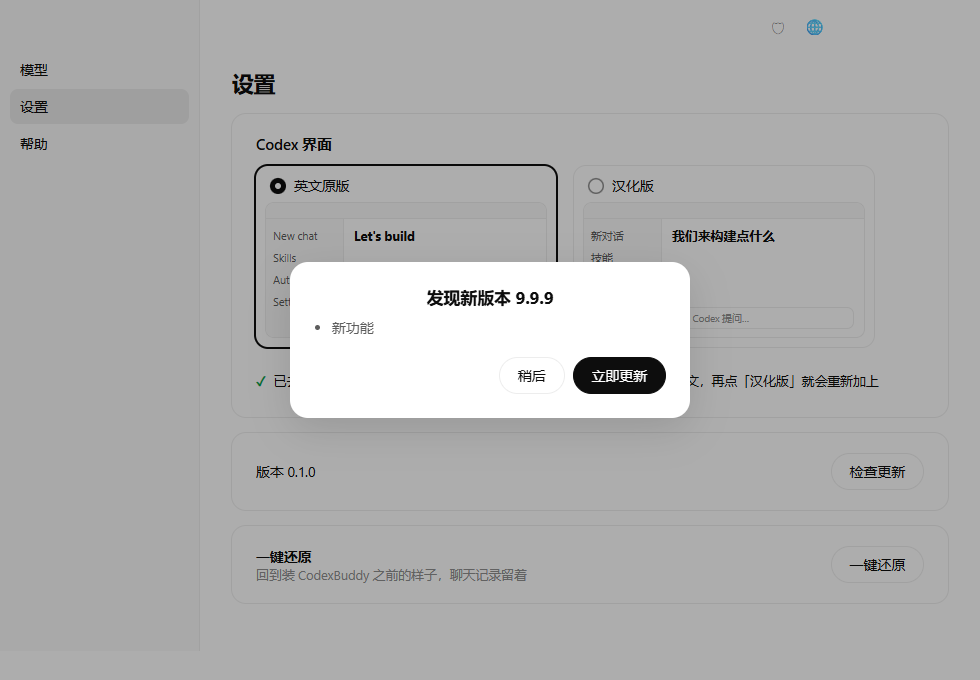 模型
设置
帮助
设置
Codex 界面
英文原版
汉化版
New chat
Let's build
新对话
我们来构建点什么
Skills
技能
发现新版本 9.9.9
新功能
Codex 提问...
稍后
立即更新
文，再点「汉化版」就会重新加上
版本 0.1.0
检查更新
一键还原
回到装 CodexBuddy 之前的样子，聊天记录留着
一键还原